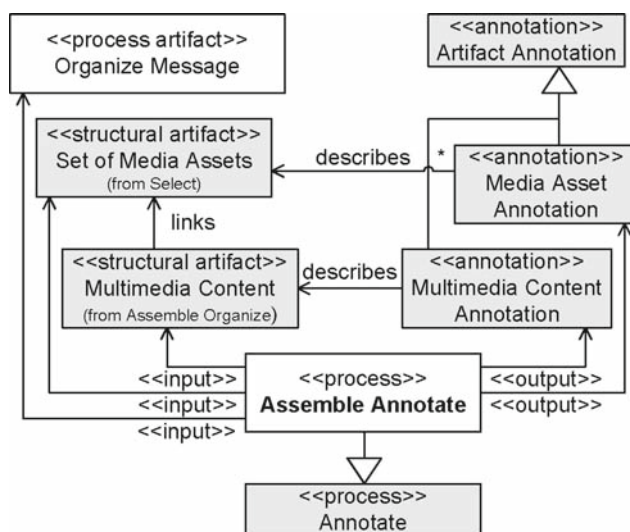 <<process artifact>>
Organize Message
<<annotation>>
Artifact Annotation
<<structural artifact>>
Set of Media Assets
(from Select)
describes
*
<<annotation>>
Media Asset
Annotation
links
<<structural artifact>>
Multimedia Content
(from Assemble Organize)
describes
<<annotation>>
Multimedia Content
Annotation
<<input>>
<<input>>
<<input>>
<<process>>
Assemble Annotate
<<output>>
<<output>>
<<process>>
Annotate